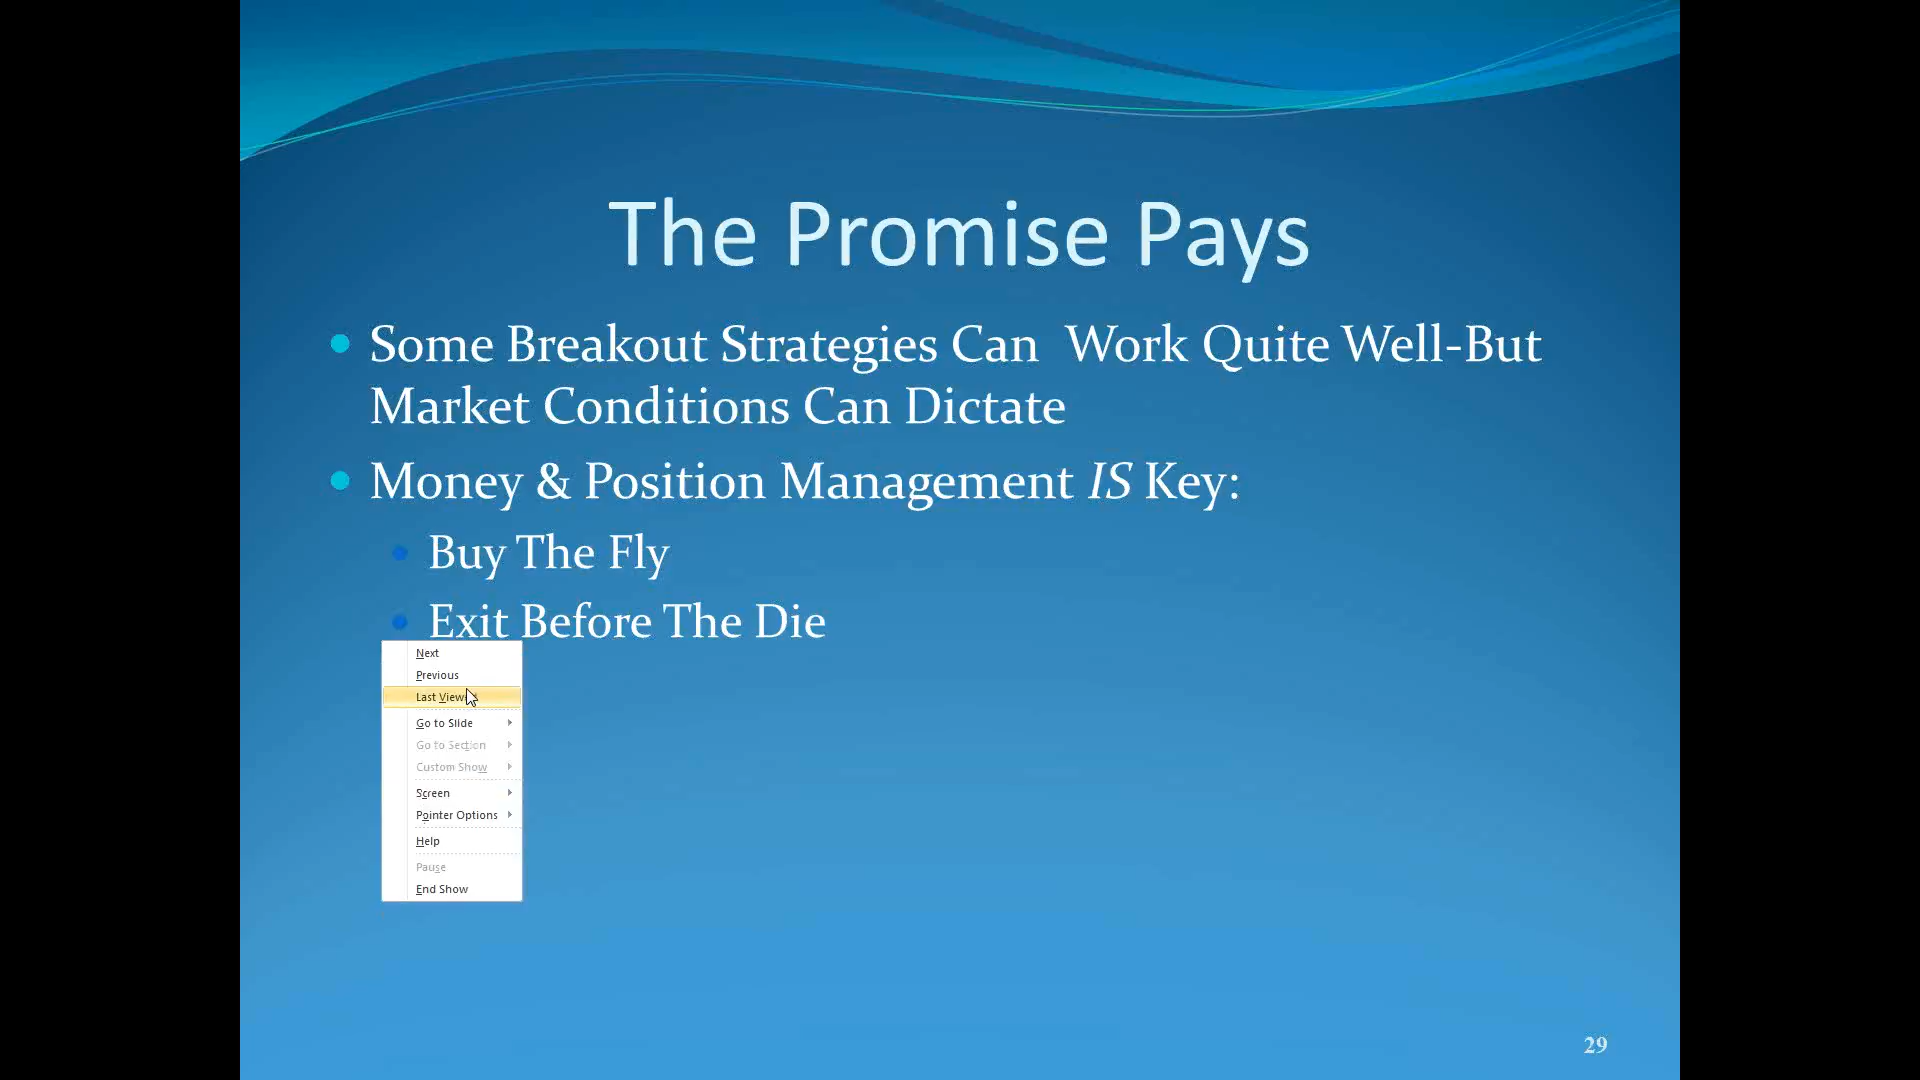 The Promise Pays
Some Breakout Strategies Can Work Quite Well-But
Market Conditions Can Dictate
Money & Position Management IS Key:
Buy The Fly
Exit Before The Die
Next
Previous
Last
Go to Slide
Go to Section
Custom Show
Screen
Pointer Options
Help
Pause
End Show
29